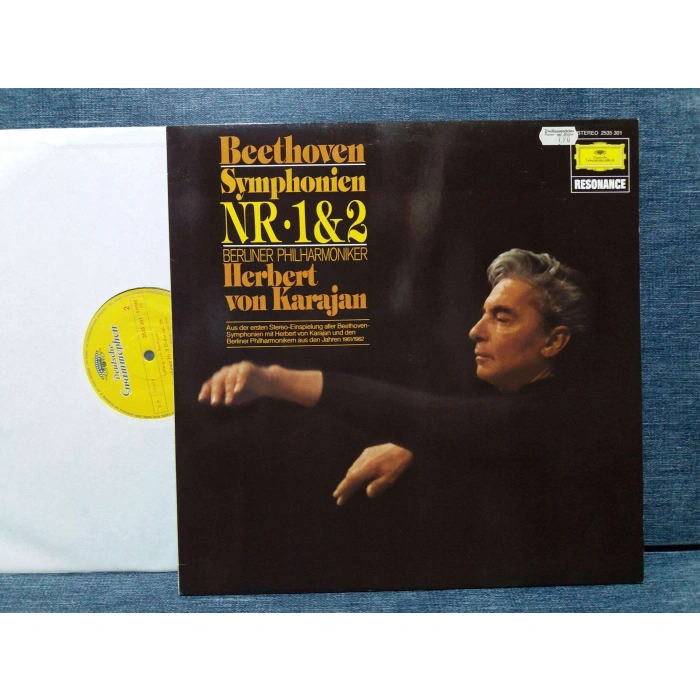 Beethoven
Symphonien
NR·1&2
BERLINER PHILHARMONIKER
Herbert
von Karajan
Aus der ersten Stereo-Einspielung aller Beethoven-
Symphonien mit Herbert von Karajan und den
Berliner Philharmonikern aus den Jahren 1961/1962
STEREO 2535 301
RESONANCE
Deutsche
Grammophon
2